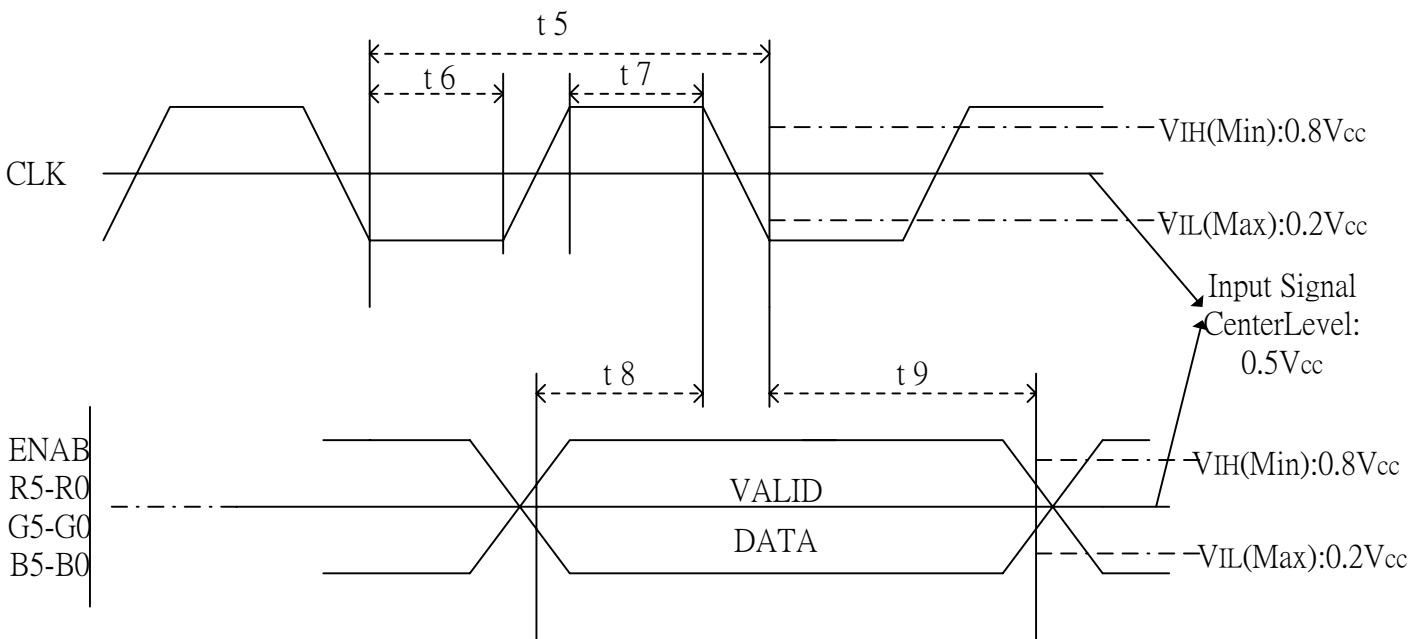 t 5
t 6
t 7
VIH(Min):0.8Vcc
CLK
VIL(Max):0.2Vcc
Input Signal
CenterLevel:
0.5Vcc
t 8
t 9
ENAB
R5-R0
G5-G0
B5-B0
VALID
DATA
VIH(Min):0.8Vcc
VIL(Max):0.2Vcc